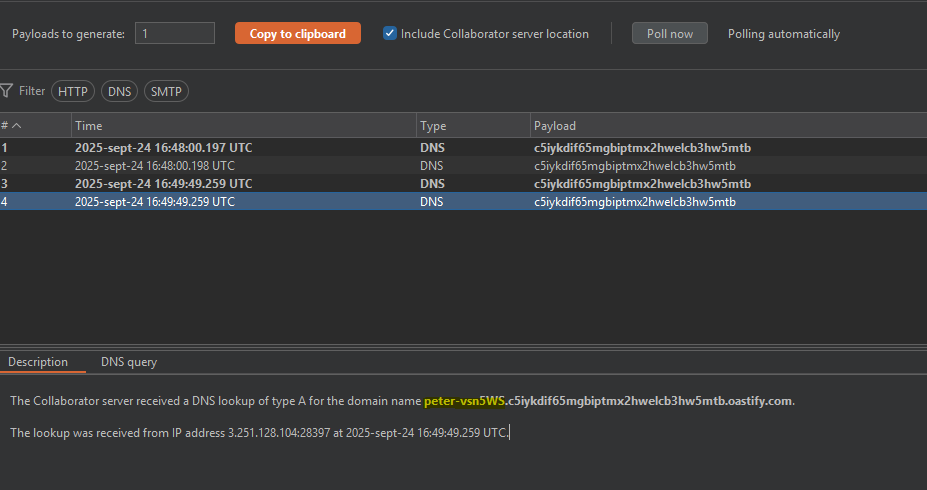 Payloads to generate: 1 Copy to clipboard Include Collaborator server location Poll now Polling automatically
Filter HTTP DNS SMTP
# Time Type Payload
1 2025-sept-24 16:48:00.197 UTC DNS c5iykdif65mgbiptmx2hwelcb3hw5mtb
2 2025-sept-24 16:48:00.198 UTC DNS c5iykdif65mgbiptmx2hwelcb3hw5mtb
3 2025-sept-24 16:49:49.259 UTC DNS c5iykdif65mgbiptmx2hwelcb3hw5mtb
4 2025-sept-24 16:49:49.259 UTC DNS c5iykdif65mgbiptmx2hwelcb3hw5mtb
Description DNS query
The Collaborator server received a DNS lookup of type A for the domain name peter-vsn5WS.c5iykdif65mgbiptmx2hwelcb3hw5mtb.oastify.com.
The lookup was received from IP address 3.251.128.104:28397 at 2025-sept-24 16:49:49.259 UTC.